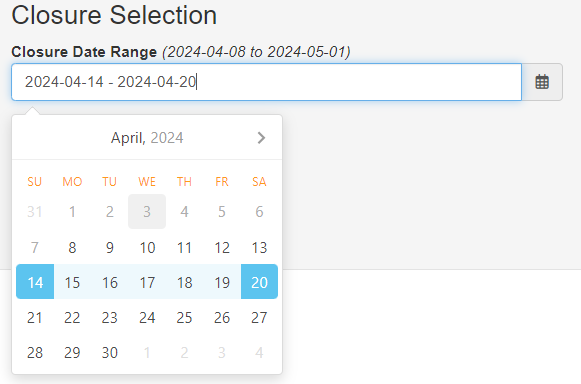 Closure Selection
Closure Date Range (2024-04-08 to 2024-05-01)
2024-04-14 - 2024-04-20
April, 2024
SU MO TU WE TH FR SA
31 1 2 3 4 5 6
7 8 9 10 11 12 13
14 15 16 17 18 19 20
21 22 23 24 25 26 27
28 29 30 1 2 3 4